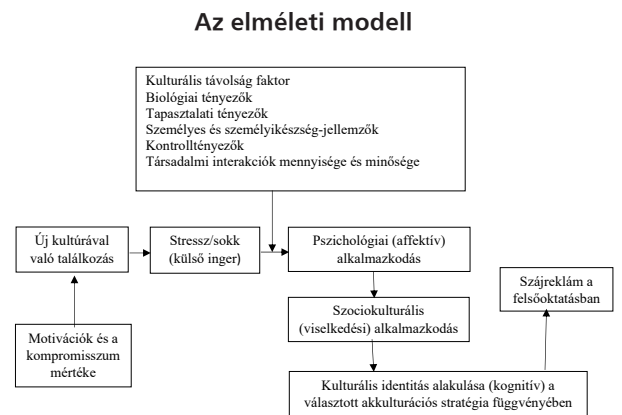 Az elméleti modell
Kulturális távolság faktor
Biológiai tényezők
Tapasztalati tényezők
Személyes és személyikészség-jellemzők
Kontrolltényezők
Társadalmi interakciók mennyisége és minősége
Új kultúrával
való találkozás
Stressz/sokk
(külső inger)
Pszichológiai (affektív)
alkalmazkodás
Szájreklám a
felsőoktatásban
Szociokulturális
(viselkedési) alkalmazkodás
Motivációk és a
kompromisszum
mértéke
Kulturális identitás alakulása (kognitív) a
választott akkulturációs stratégia függvényében